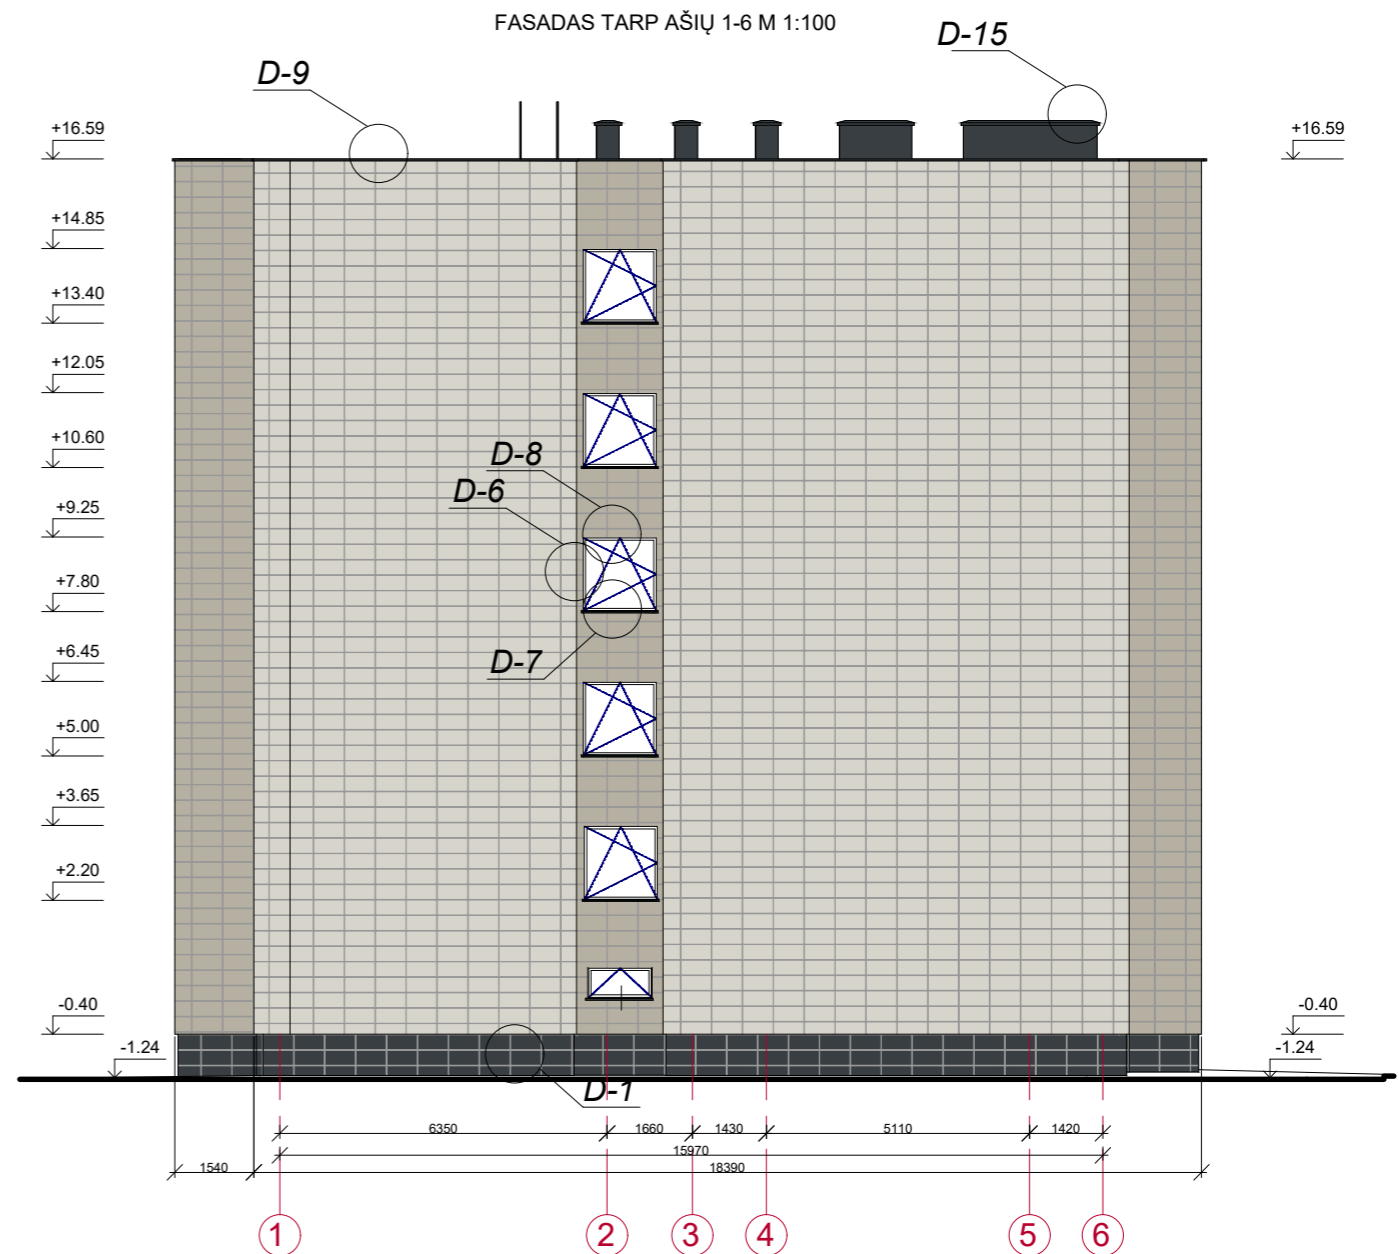 FASADAS TARP AŠIŲ 1-6 M 1:100
D-15
D-9
+16.59
+16.59
+14.85
+13.40
+12.05
+10.60
D-8
D-6
+9.25
+7.80
D-7
+6.45
+5.00
+3.65
+2.20
-0.40
-0.40
-1.24
-1.24
D-1
6350 1660 1430 5110 1420
15970
1540 18390
1 2 3 4 5 6